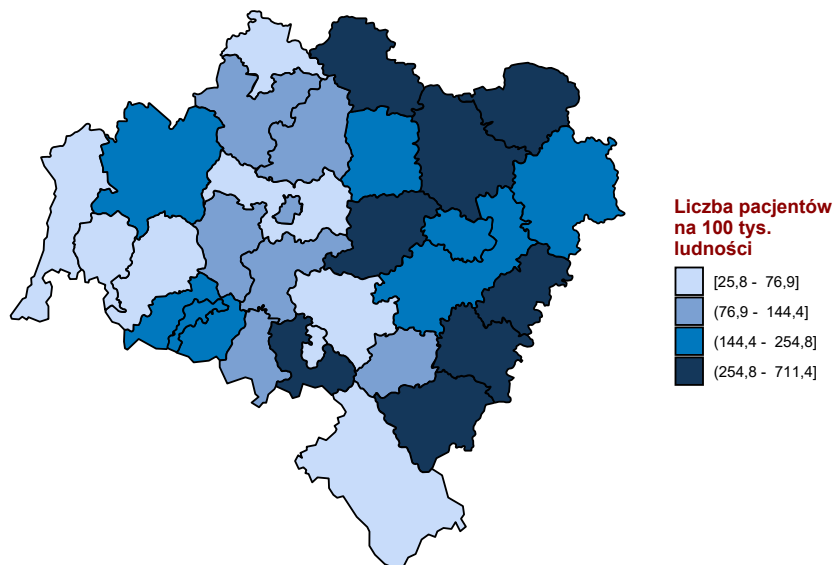 Liczba pacjentów
na 100 tys.
ludności
[25,8 - 76,9]
(76,9 - 144,4]
(144,4 - 254,8]
(254,8 - 711,4]